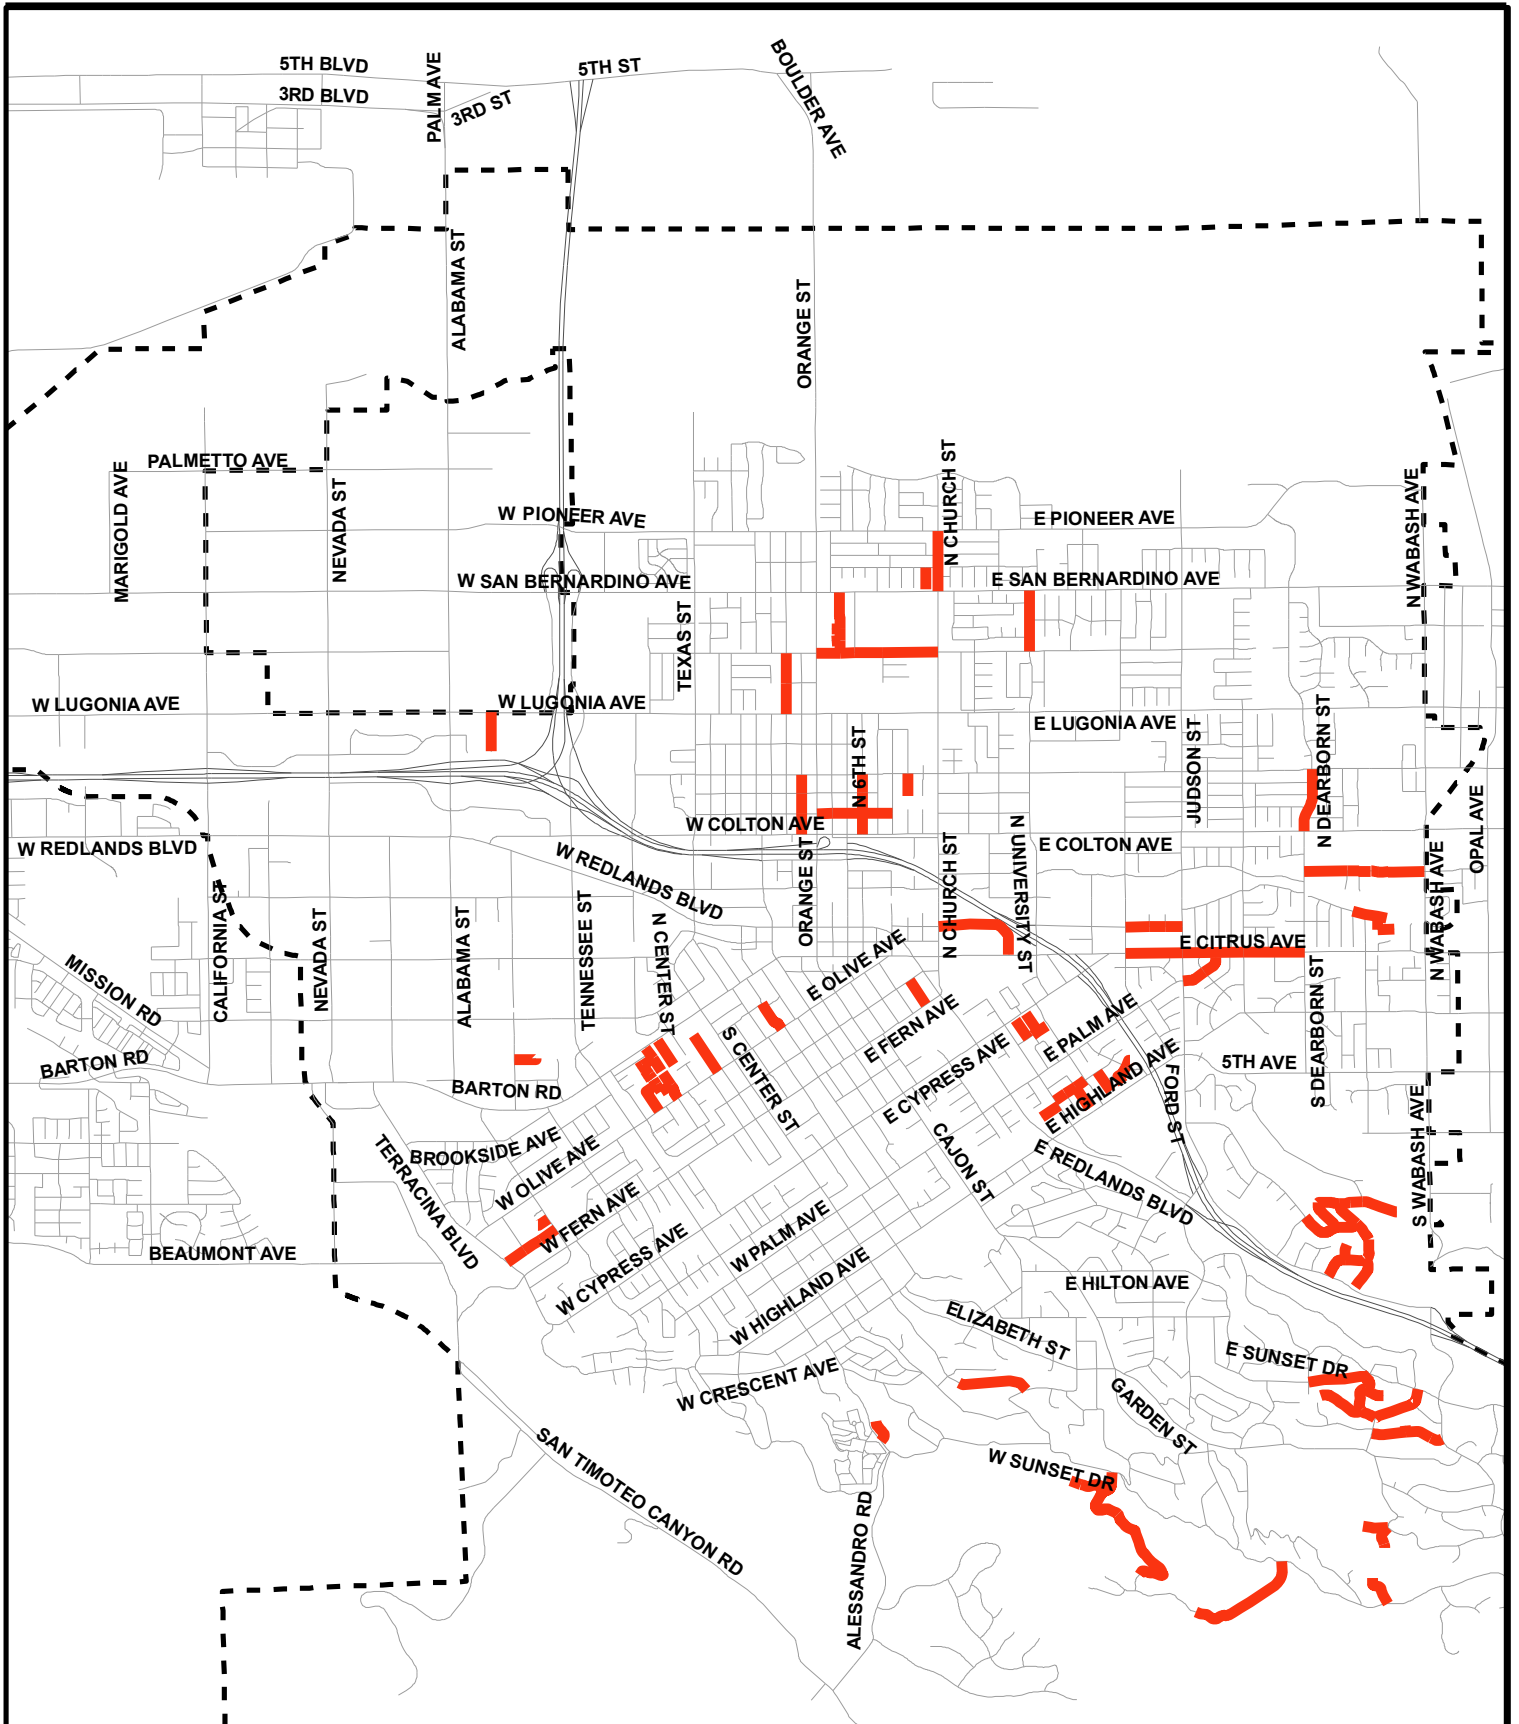 5TH BLVD
5TH ST
BOULDER AVE
PALM AVE
3RD BLVD
3RD ST
ALABAMA ST
ORANGE ST
PALMETTO AVE
MARIGOLD AVE
NEVADA ST
W PIONEER AVE
N CHURCH ST
E PIONEER AVE
N WABASH AVE
W SAN BERNARDINO AVE
E SAN BERNARDINO AVE
TEXAS ST
W LUGONIA AVE
W LUGONIA AVE
E LUGONIA AVE
JUDSON ST
N DEARBORN ST
N 6TH ST
OPAL AVE
W COLTON AVE
N UNIVERSITY ST
E COLTON AVE
W REDLANDS BLVD
W REDLANDS BLVD
ORANGE ST
N CHURCH ST
N WABASH AVE
CALIFORNIA ST
NEVADA ST
ALABAMA ST
TENNESSEE ST
N CENTER ST
E OLIVE AVE
E CITRUS AVE
MISSION RD
S CENTER ST
E FERN AVE
E PALM AVE
S DEARBORN ST
BARTON RD
BARTON RD
E CYPRESS AVE
E HIGHLAND AVE
5TH AVE
FORD ST
S WABASH AVE
BROOKSIDE AVE
TERRACINA BLVD
W OLIVE AVE
CAJON ST
E REDLANDS BLVD
W FERN AVE
BEAUMONT AVE
W CYPRESS AVE
W PALM AVE
W HIGHLAND AVE
E HILTON AVE
ELIZABETH ST
E SUNSET DR
W CRESCENT AVE
GARDEN ST
SAN TIMOTEO CANYON RD
W SUNSET DR
ALESSANDRO RD